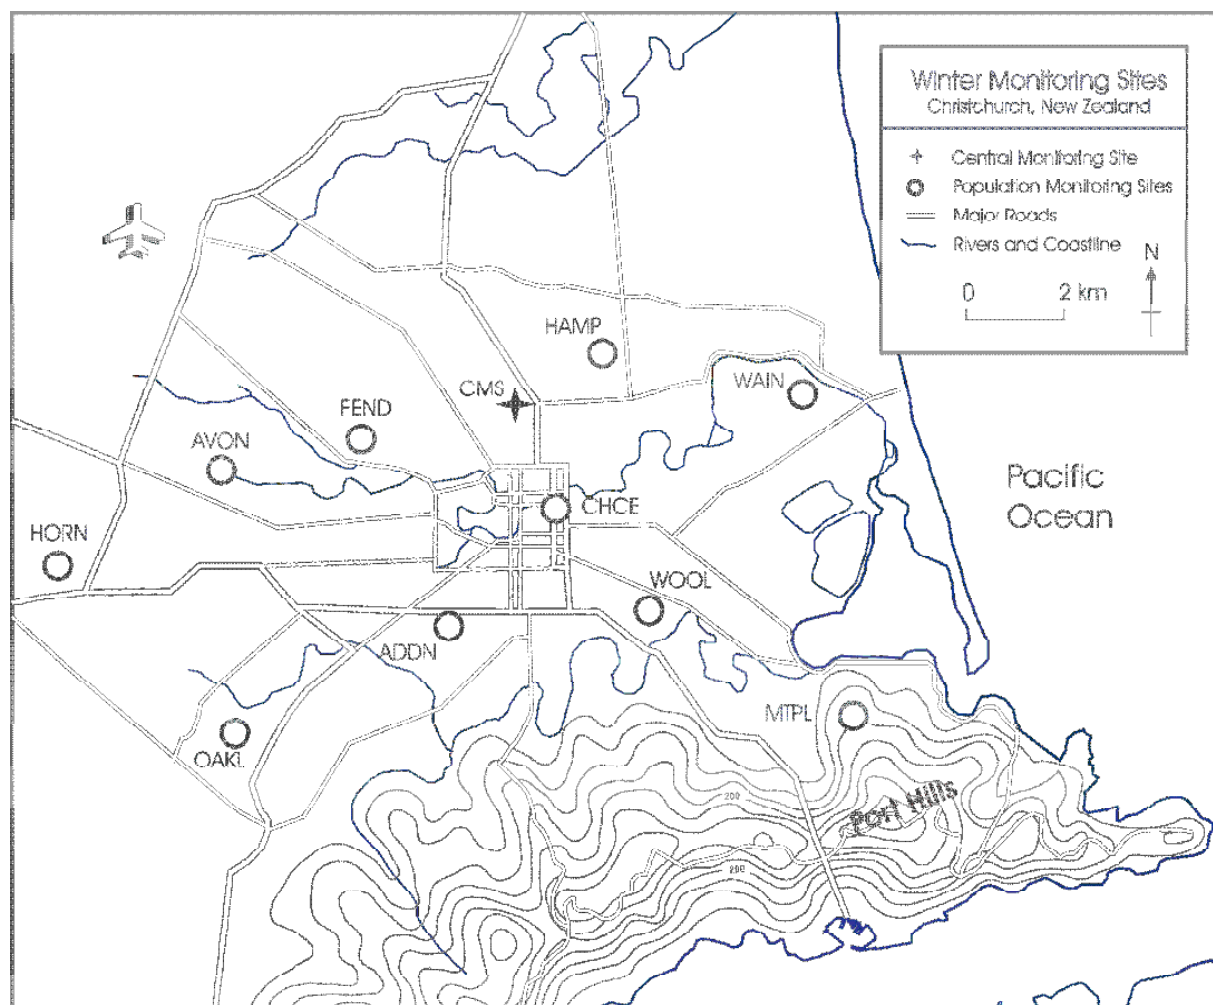 Winter Monitoring Sites
Christchurch, New Zealand
Central Monitoring Site
Population Monitoring Sites
Major Roads
Rivers and Coastline
N
0 2 km
HAMP
WAIN
CMS
FEND
AVON
Pacific
Ocean
CHCE
HORN
WOOL
ADDN
MTPL
OAKL
200
Port Hills
200